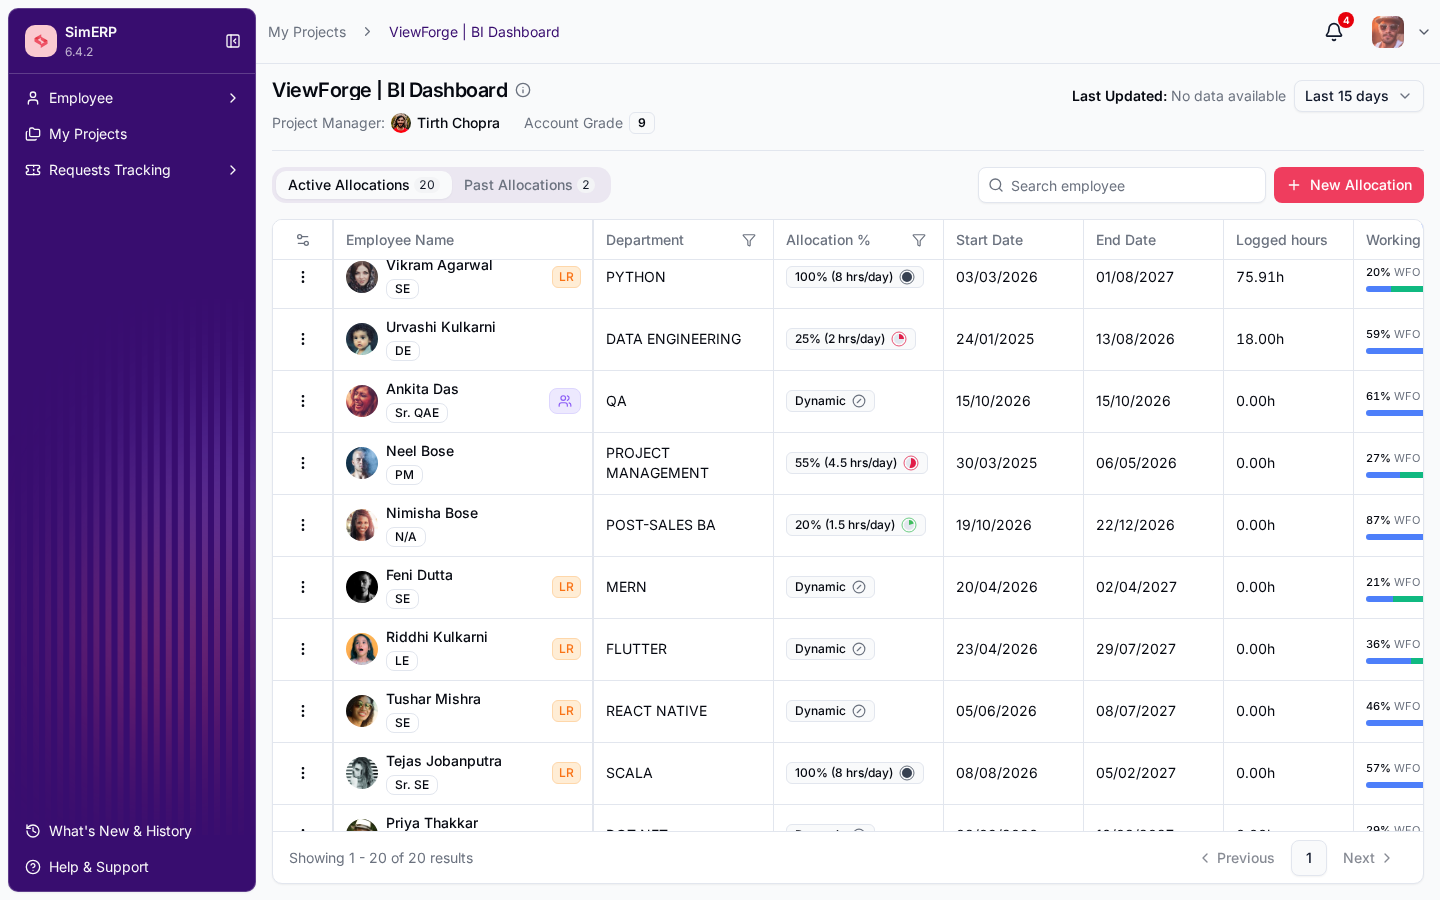 SimERP
6.4.2
Employee
My Projects
Requests Tracking
What's New & History
Help & Support
My Projects
ViewForge | BI Dashboard
4
ViewForge | BI Dashboard
Project Manager: Tirth Chopra
Account Grade 9
Last Updated: No data available
Last 15 days
Active Allocations 20
Past Allocations 2
Search employee
New Allocation
Employee Name
Department
Allocation %
Start Date
End Date
Logged hours
Working
Vikram Agarwal
SE
LR
PYTHON
100% (8 hrs/day)
03/03/2026
01/08/2027
75.91h
20% WFO
Urvashi Kulkarni
DE
DATA ENGINEERING
25% (2 hrs/day)
24/01/2025
13/08/2026
18.00h
59% WFO
Ankita Das
Sr. QAE
QA
Dynamic
15/10/2026
15/10/2026
0.00h
61% WFO
Neel Bose
PM
PROJECT
MANAGEMENT
55% (4.5 hrs/day)
30/03/2025
06/05/2026
0.00h
27% WFO
Nimisha Bose
N/A
POST-SALES BA
20% (1.5 hrs/day)
19/10/2026
22/12/2026
0.00h
87% WFO
Feni Dutta
SE
LR
MERN
Dynamic
20/04/2026
02/04/2027
0.00h
21% WFO
Riddhi Kulkarni
LE
LR
FLUTTER
Dynamic
23/04/2026
29/07/2027
0.00h
36% WFO
Tushar Mishra
SE
LR
REACT NATIVE
Dynamic
05/06/2026
08/07/2027
0.00h
46% WFO
Tejas Jobanputra
Sr. SE
LR
SCALA
100% (8 hrs/day)
08/08/2026
05/02/2027
0.00h
57% WFO
Priya Thakkar
29% WFO
Showing 1 - 20 of 20 results
Previous
1
Next